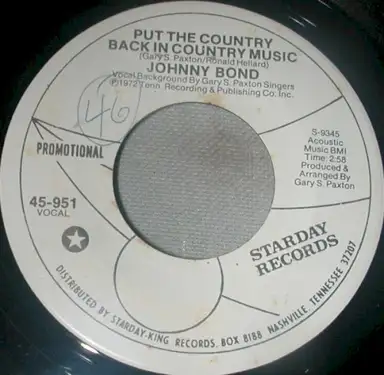 PUT THE COUNTRY
BACK IN COUNTRY MUSIC
(Gary S. Paxton/Ronald Hellard)
JOHNNY BOND
Vocal Background By Gary S. Paxton Singers
℗1972 Tenn. Recording & Publishing Co. Inc.
46
PROMOTIONAL
S-9345
Acoustic
Music BMI
Time: 2:58
Produced &
Arranged By
Gary S. Paxton
45-951
VOCAL
STARDAY
RECORDS
DISTRIBUTED BY STARDAY-KING RECORDS, BOX 8188 NASHVILLE, TENNESSEE 37207